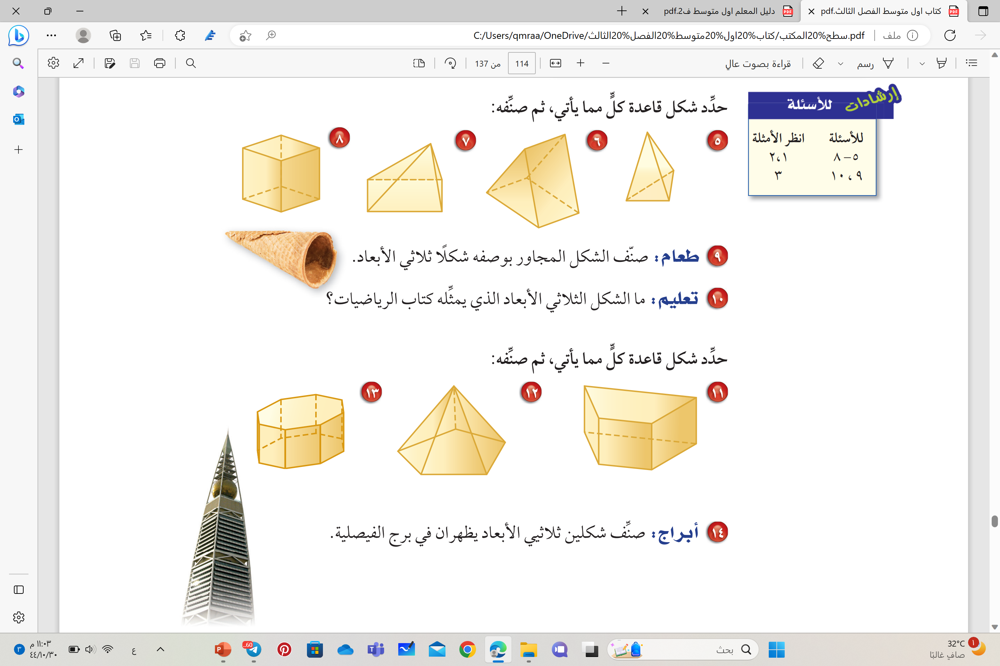 كتاب اول متوسط الفصل الثالث.pdf
دليل المعلم اول متوسط ف2.pdf
ملف
C:/Users/qmraa/OneDrive/سطح%20المكتب/كتاب%20اول%20متوسط%20الفصل%20الثالث.pdf
رسم
قراءة بصوت عالٍ
114
من 137
إرشادات للأسئلة
للأسئلة انظر الأمثلة
٥ – ٨ ١، ٢
٩ ، ١٠ ٣
حدِّد شكل قاعدة كلٍّ مما يأتي، ثم صنِّفه:
٥ ٦ ٧ ٨
٩ طعام: صنّف الشكل المجاور بوصفه شكلًا ثلاثي الأبعاد.
١٠ تعليم: ما الشكل الثلاثي الأبعاد الذي يمثِّله كتاب الرياضيات؟
حدِّد شكل قاعدة كلٍّ مما يأتي، ثم صنِّفه:
١١ ١٢ ١٣
١٤ أبراج: صنِّف شكلين ثلاثيي الأبعاد يظهران في برج الفيصلية.
32°C
صافٍ غالبًا
١
بحث
60..
ع
١١:٠٣ م
٤٤/١٠/٣٠
٣